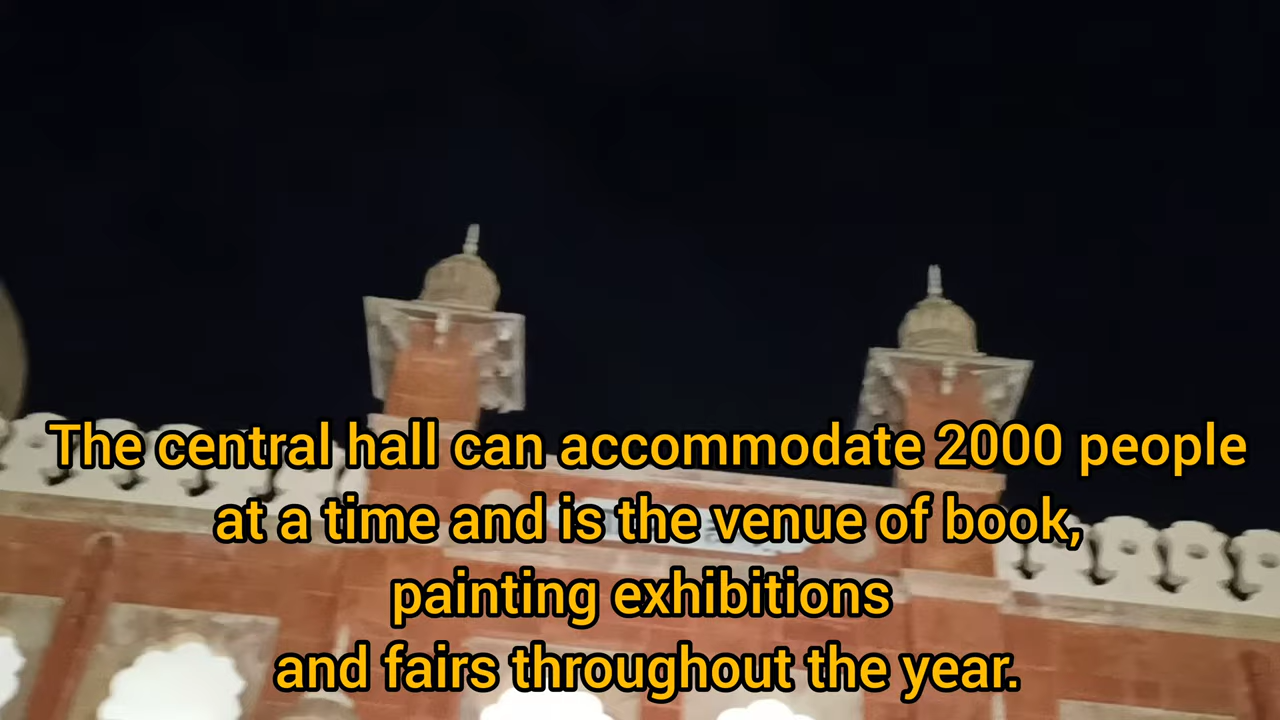 The central hall can accommodate 2000 people
at a time and is the venue of book,
painting exhibitions
and fairs throughout the year.